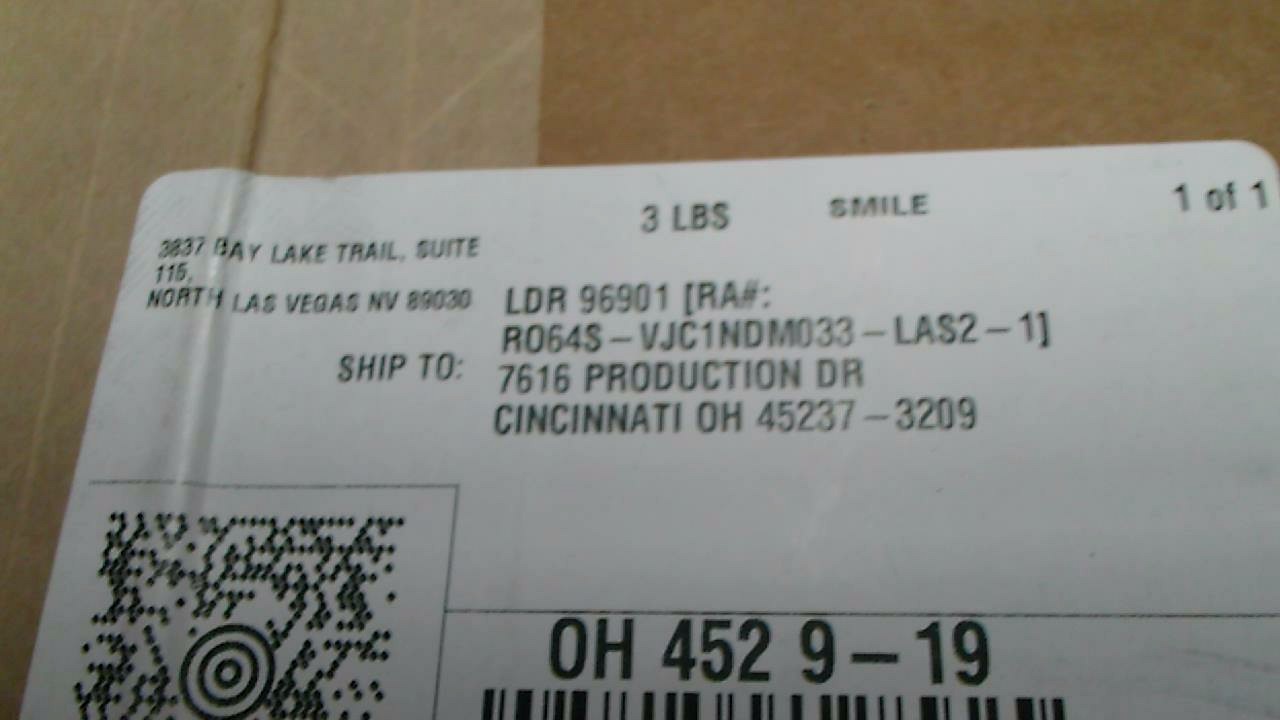 3 LBS SMILE 1 of 1
3837 BAY LAKE TRAIL, SUITE
115,
NORTH LAS VEGAS NV 89030
LDR 96901 [RA#:
RO64S-VJC1NDM033-LAS2-1]
SHIP TO: 7616 PRODUCTION DR
CINCINNATI OH 45237-3209
OH 452 9-19